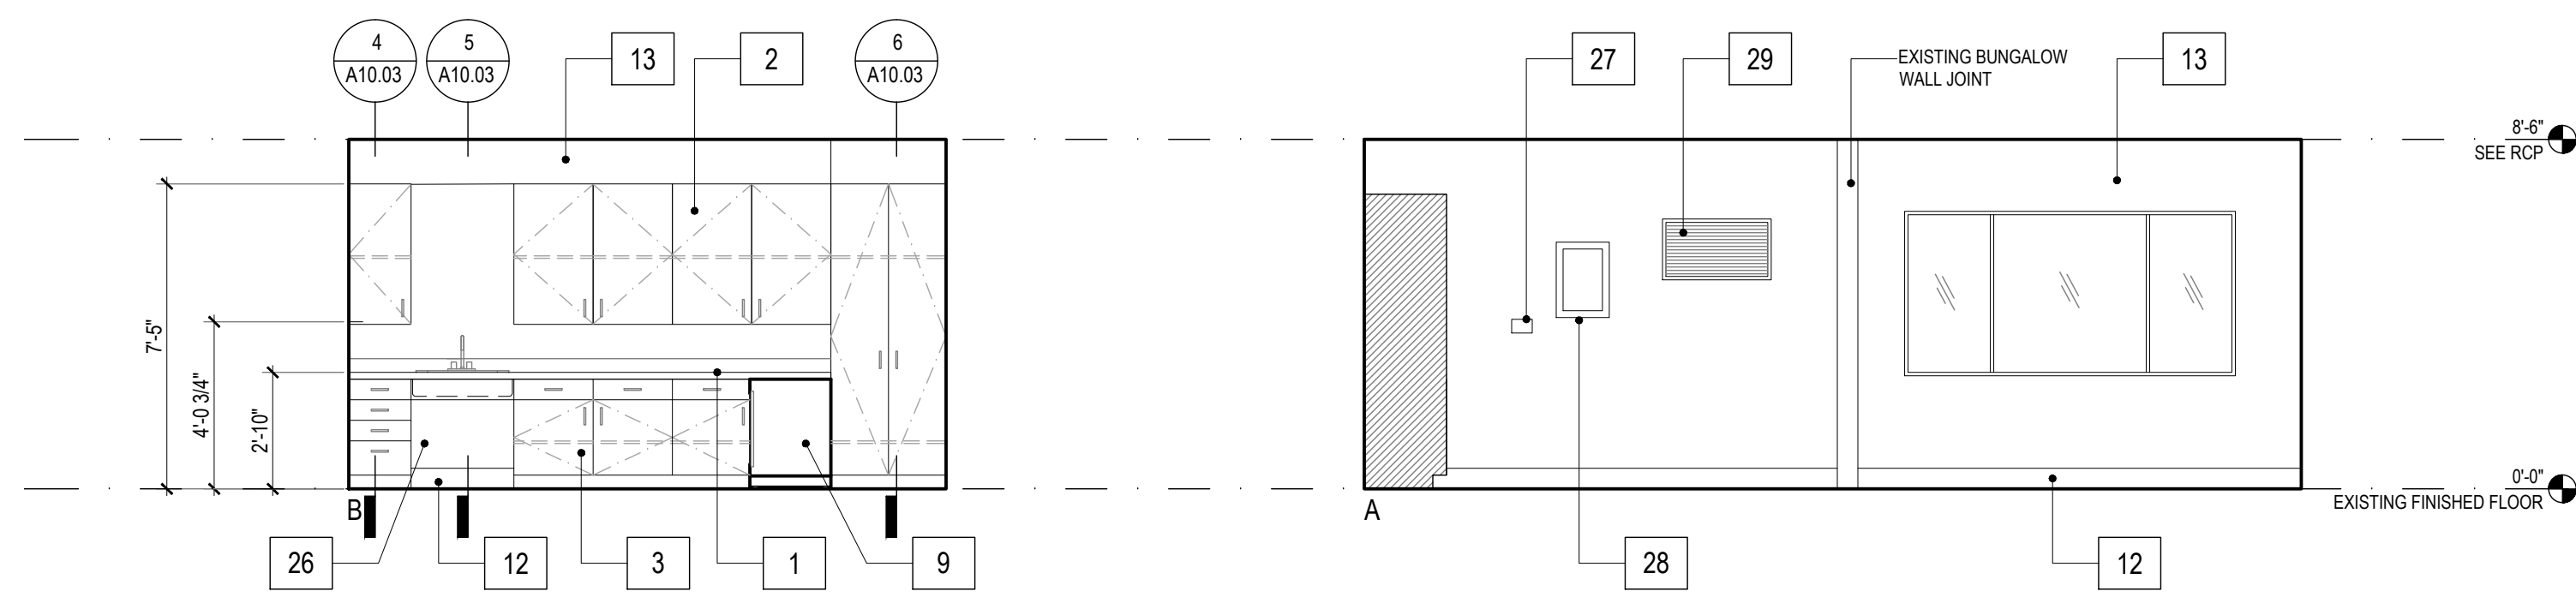 4
A10.03
5
A10.03
13
2
6
A10.03
27
29
EXISTING BUNGALOW
WALL JOINT
13
8'-6"
SEE RCP
7'-5"
4'-0 3/4"
2'-10"
0'-0"
EXISTING FINISHED FLOOR
B
A
26
12
3
1
9
28
12